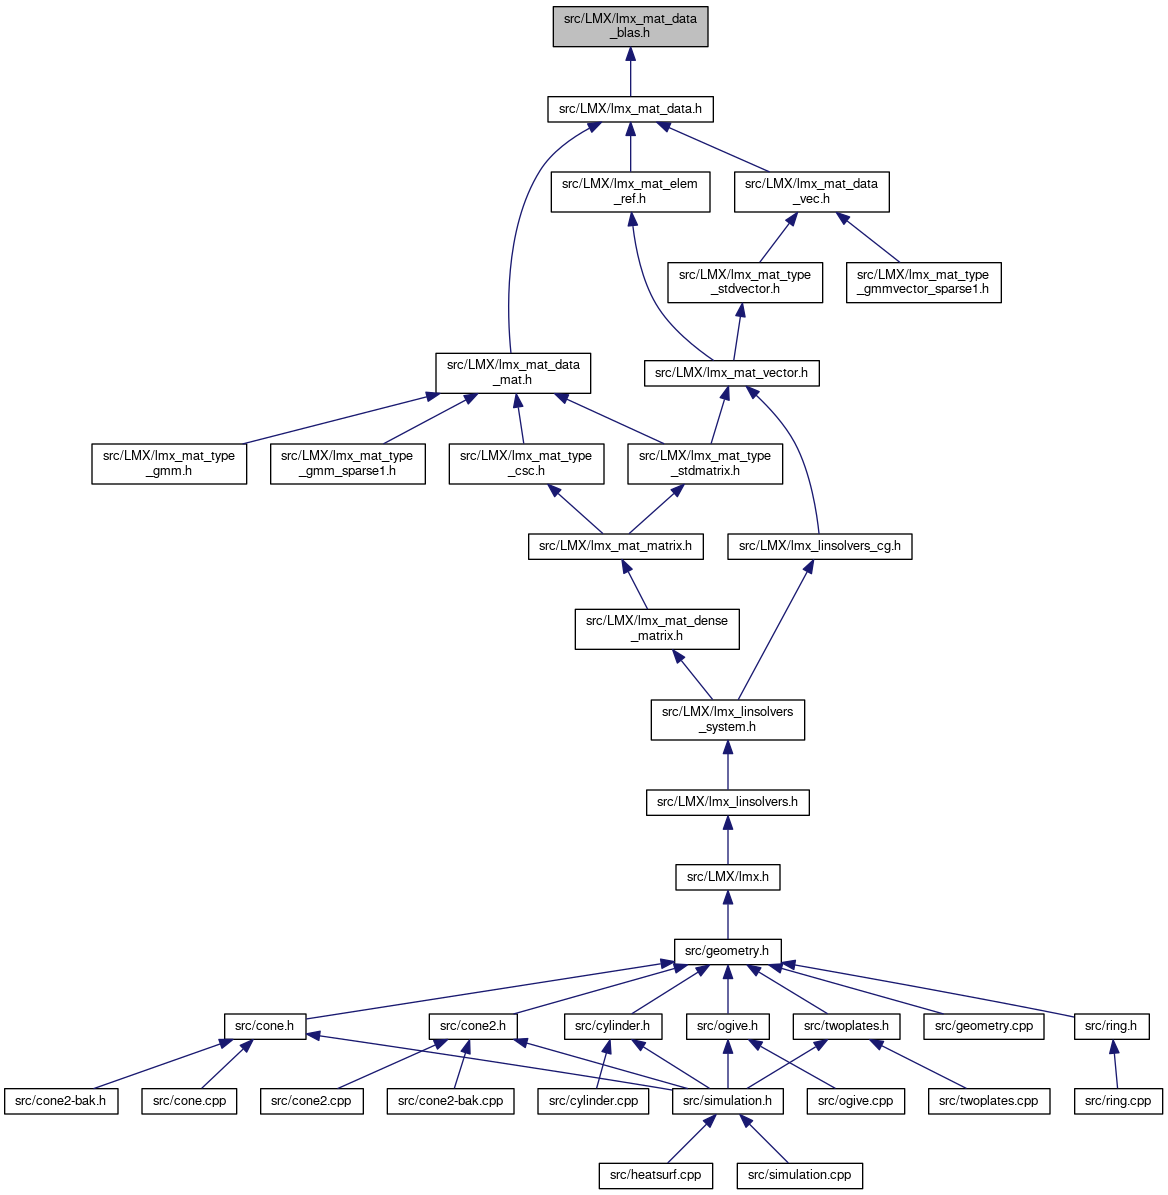 src/LMX/lmx_mat_data
_blas.h
src/LMX/lmx_mat_data.h
src/LMX/lmx_mat_elem
_ref.h
src/LMX/lmx_mat_data
_vec.h
src/LMX/lmx_mat_type
_stdvector.h
src/LMX/lmx_mat_type
_gmmvector_sparse1.h
src/LMX/lmx_mat_data
_mat.h
src/LMX/lmx_mat_vector.h
src/LMX/lmx_mat_type
_gmm.h
src/LMX/lmx_mat_type
_gmm_sparse1.h
src/LMX/lmx_mat_type
_csc.h
src/LMX/lmx_mat_type
_stdmatrix.h
src/LMX/lmx_mat_matrix.h
src/LMX/lmx_linsolvers_cg.h
src/LMX/lmx_mat_dense
_matrix.h
src/LMX/lmx_linsolvers
_system.h
src/LMX/lmx_linsolvers.h
src/LMX/lmx.h
src/geometry.h
src/cone.h
src/cone2.h
src/cylinder.h
src/ogive.h
src/twoplates.h
src/geometry.cpp
src/ring.h
src/cone2-bak.h
src/cone.cpp
src/cone2.cpp
src/cone2-bak.cpp
src/cylinder.cpp
src/simulation.h
src/ogive.cpp
src/twoplates.cpp
src/ring.cpp
src/heatsurf.cpp
src/simulation.cpp